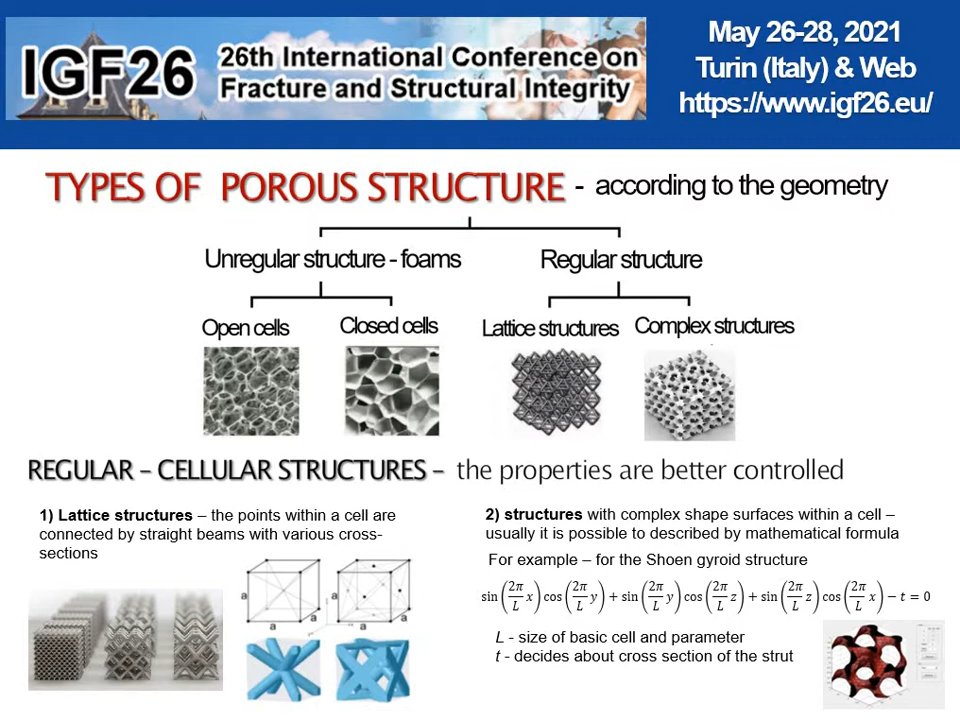 IGF26
26th International Conference on
Fracture and Structural Integrity
May 26-28, 2021
Turin (Italy) & Web
https://www.igf26.eu/
TYPES OF POROUS STRUCTURE - according to the geometry
Unregular structure - foams
Regular structure
Open cells
Closed cells
Lattice structures
Complex structures
REGULAR – CELLULAR STRUCTURES – the properties are better controlled
1) Lattice structures – the points within a cell are
connected by straight beams with various cross-
sections
a
a
a
a
a
a
2) structures with complex shape surfaces within a cell –
usually it is possible to described by mathematical formula
For example – for the Shoen gyroid structure
sin(2π/L x) cos(2π/L y) + sin(2π/L y) cos(2π/L z) + sin(2π/L z) cos(2π/L x) − t = 0
L - size of basic cell and parameter
t - decides about cross section of the strut